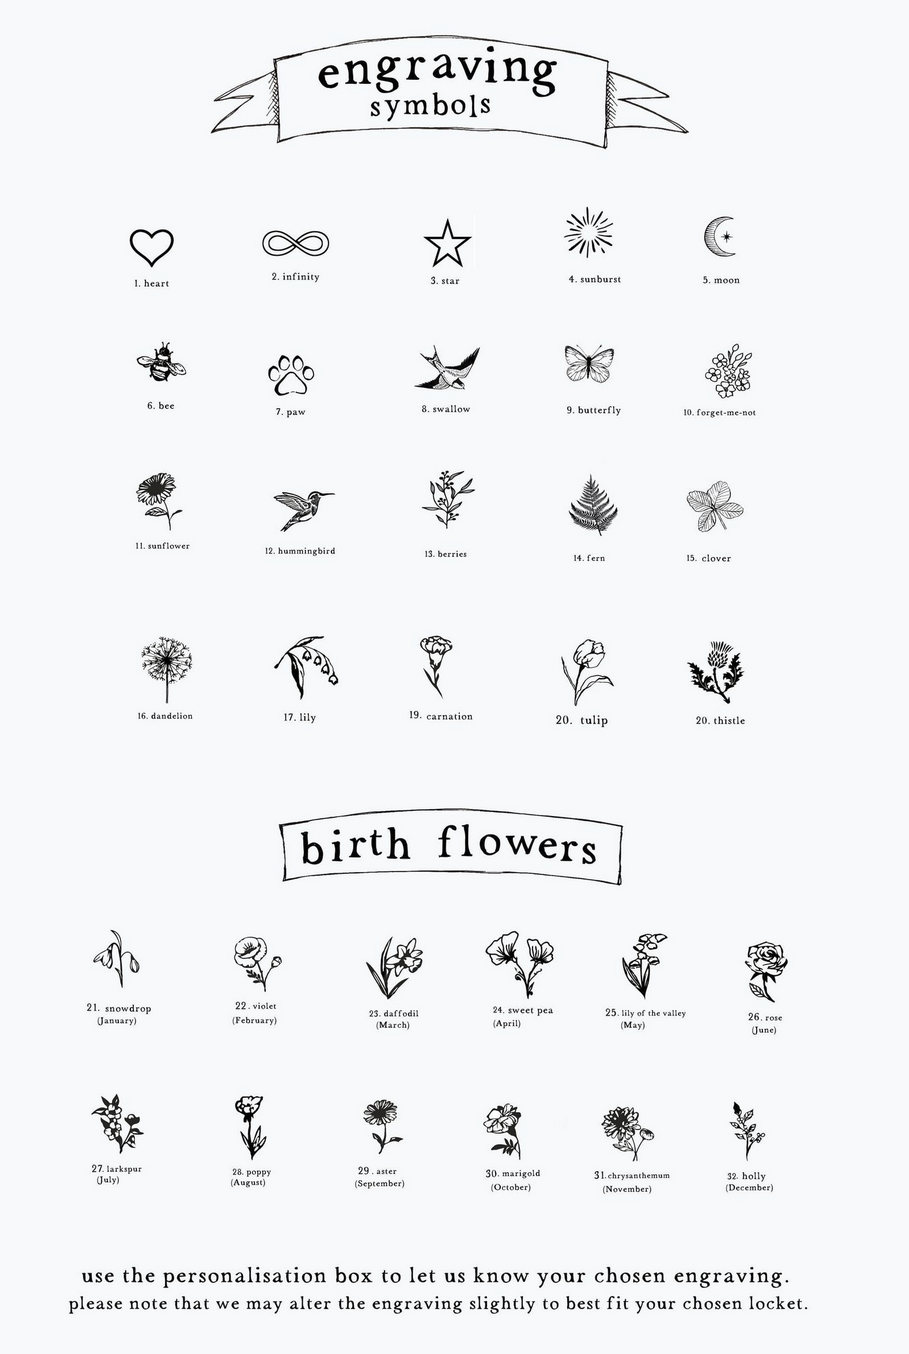 engraving
symbols
1. heart
2. infinity
3. star
4. sunburst
5. moon
6. bee
7. paw
8. swallow
9. butterfly
10. forget-me-not
11. sunflower
12. hummingbird
13. berries
14. fern
15. clover
16. dandelion
17. lily
19. carnation
20. tulip
20. thistle
birth flowers
21. snowdrop
(January)
22. violet
(February)
23. daffodil
(March)
24. sweet pea
(April)
25. lily of the valley
(May)
26. rose
(June)
27. larkspur
(July)
28. poppy
(August)
29. aster
(September)
30. marigold
(October)
31. chrysanthemum
(November)
32. holly
(December)
use the personalisation box to let us know your chosen engraving.
please note that we may alter the engraving slightly to best fit your chosen locket.